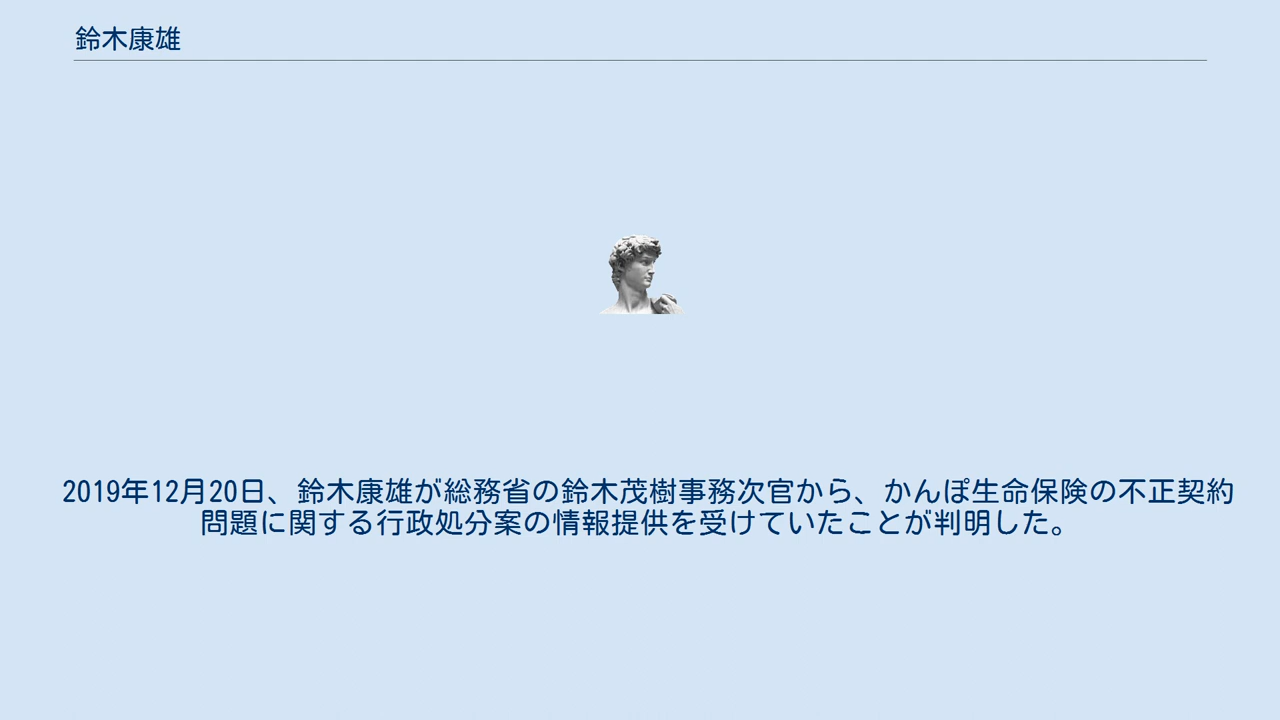 鈴木康雄
2019年12月20日、鈴木康雄が総務省の鈴木茂樹事務次官から、かんぽ生命保険の不正契約
問題に関する行政処分案の情報提供を受けていたことが判明した。